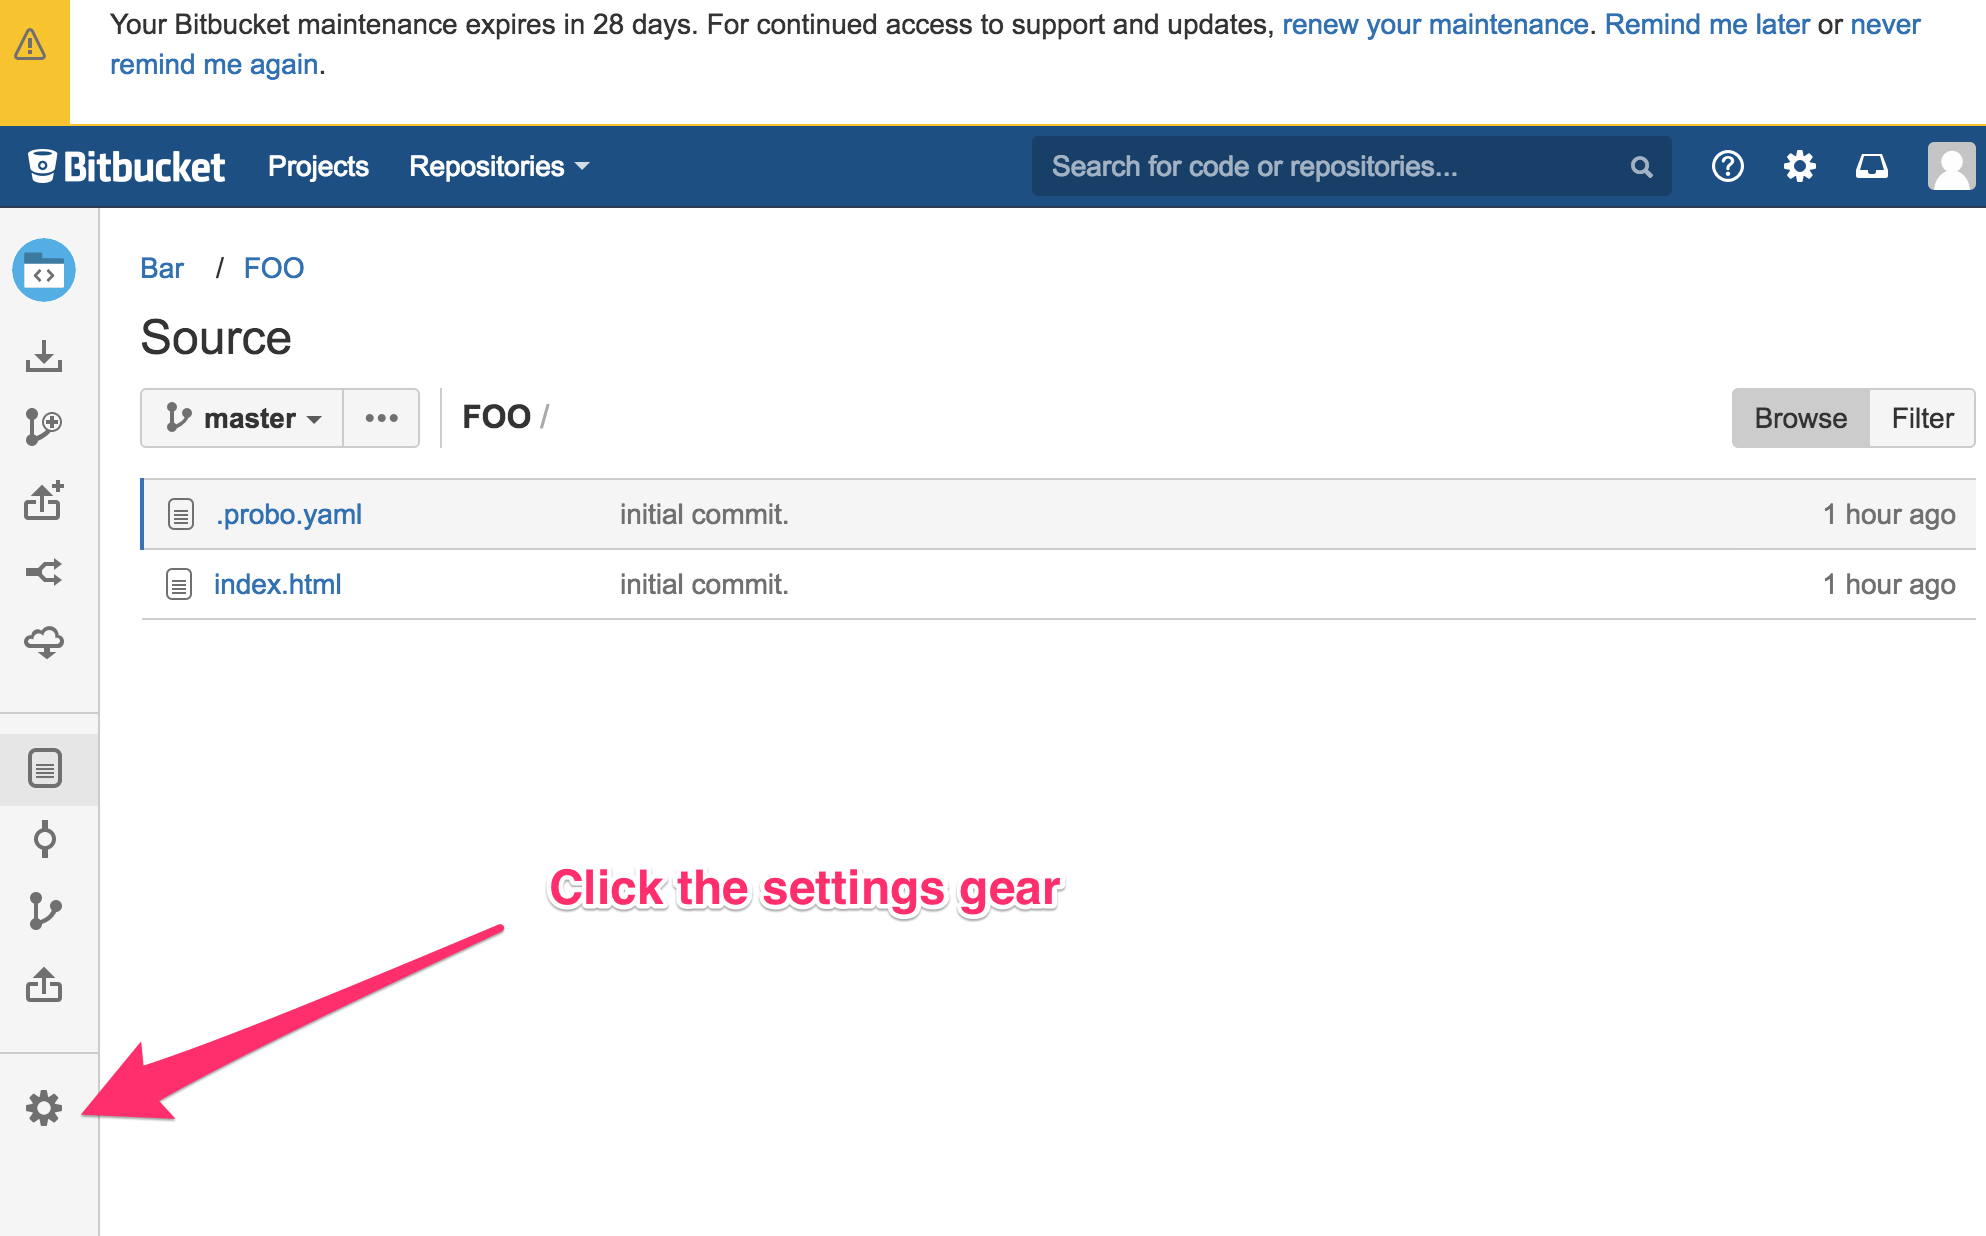 Your Bitbucket maintenance expires in 28 days. For continued access to support and updates, renew your maintenance. Remind me later or never
remind me again.
Bitbucket Projects Repositories Search for code or repositories...
Bar / FOO
Source
master ••• FOO / Browse Filter
.probo.yaml initial commit. 1 hour ago
index.html initial commit. 1 hour ago
Click the settings gear